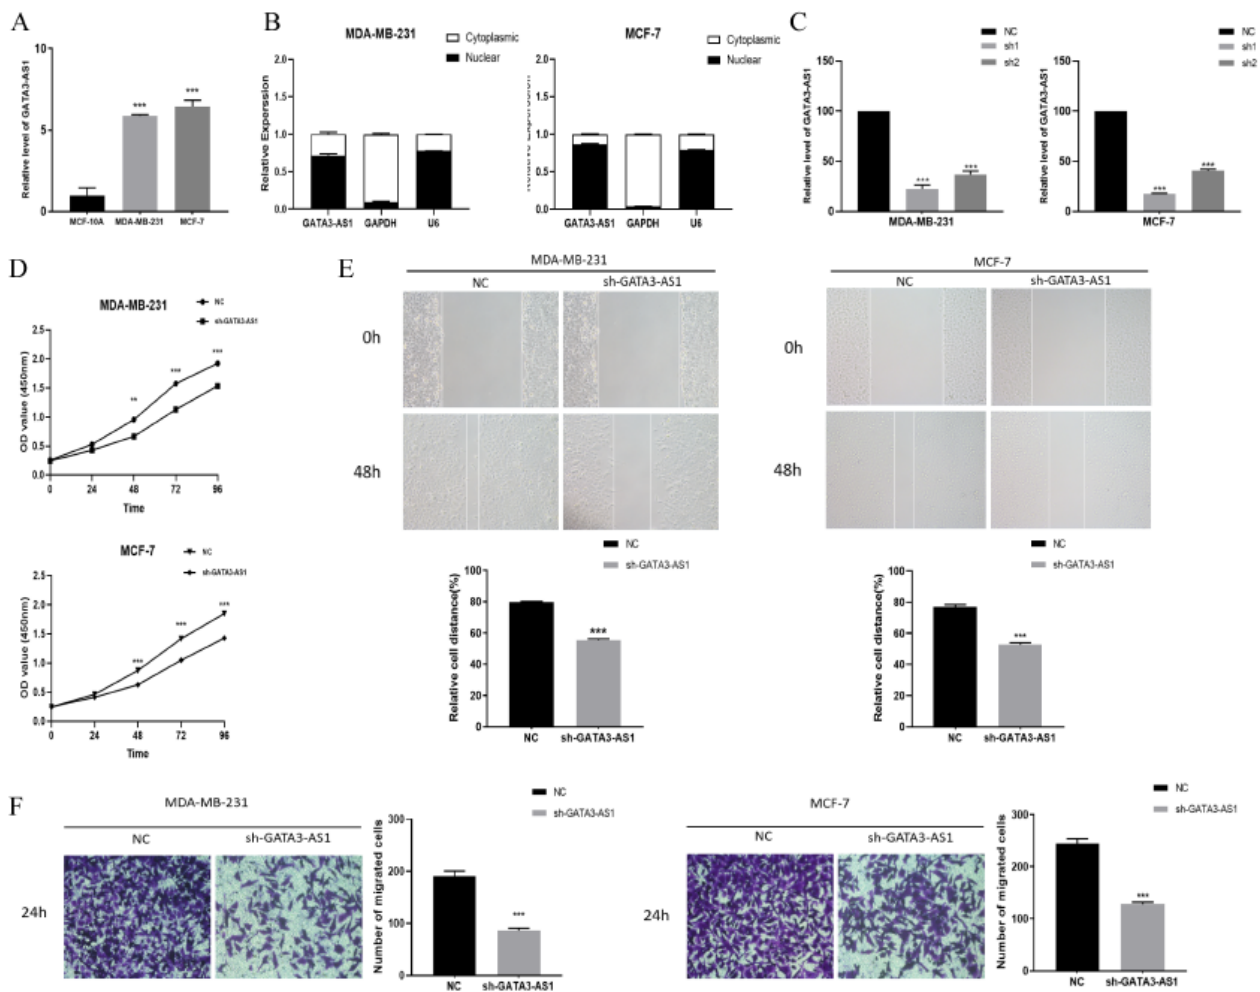 A
Relative level of GATA3-AS1
10
5
0
***
***
MCF-10A MDA-MB-231 MCF-7
B
MDA-MB-231
Cytoplasmic
Nuclear
Relative Experssion
2.0
1.5
1.0
0.5
0.0
GATA3-AS1 GAPDH U6
MCF-7
Cytoplasmic
Nuclear
Relative Experssion
2.0
1.5
1.0
0.5
0.0
GATA3-AS1 GAPDH U6
C
NC
sh1
sh2
Relative level of GATA3-AS1
150
100
50
0
***
***
MDA-MB-231
NC
sh1
sh2
Relative level of GATA3-AS1
150
100
50
0
***
***
MCF-7
D
MDA-MB-231
NC
sh-GATA3-AS1
OD value (450nm)
2.5
2.0
1.5
1.0
0.5
0.0
**
***
***
0 24 48 72 96
Time
MCF-7
NC
sh-GATA3-AS1
OD value (450nm)
2.5
2.0
1.5
1.0
0.5
0.0
***
***
***
0 24 48 72 96
Time
E
MDA-MB-231
NC sh-GATA3-AS1
0h
48h
NC
sh-GATA3-AS1
Relative cell distance(%)
100
80
60
40
20
0
***
NC sh-GATA3-AS1
MCF-7
NC sh-GATA3-AS1
0h
48h
NC
sh-GATA3-AS1
Relative cell distance(%)
100
80
60
40
20
0
***
NC sh-GATA3-AS1
F
MDA-MB-231
NC sh-GATA3-AS1
24h
NC
sh-GATA3-AS1
Number of migrated cells
300
200
100
0
***
NC sh-GATA3-AS1
MCF-7
NC sh-GATA3-AS1
24h
NC
sh-GATA3-AS1
Number of migrated cells
300
200
100
0
***
NC sh-GATA3-AS1